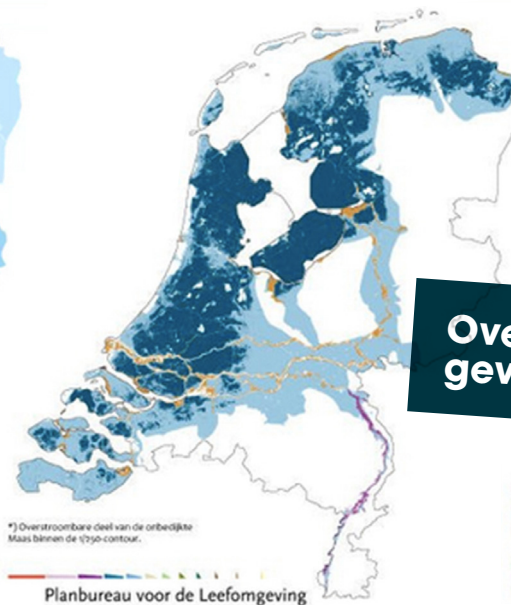 Ove
gev
*) Overstroombare deel van de onbedijkte
Maas binnen de 1/250-contour.
Planbureau voor de Leefomgeving